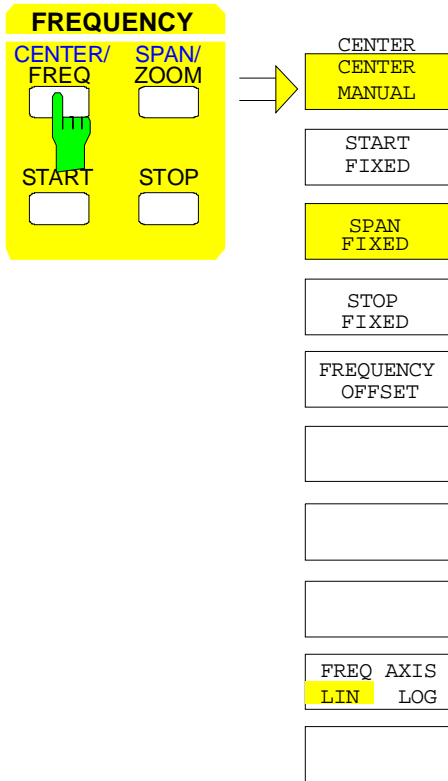 FREQUENCY
CENTER/ SPAN/
FREQ ZOOM
START STOP
CENTER
CENTER
MANUAL
START
FIXED
SPAN
FIXED
STOP
FIXED
FREQUENCY
OFFSET
FREQ AXIS
LIN LOG